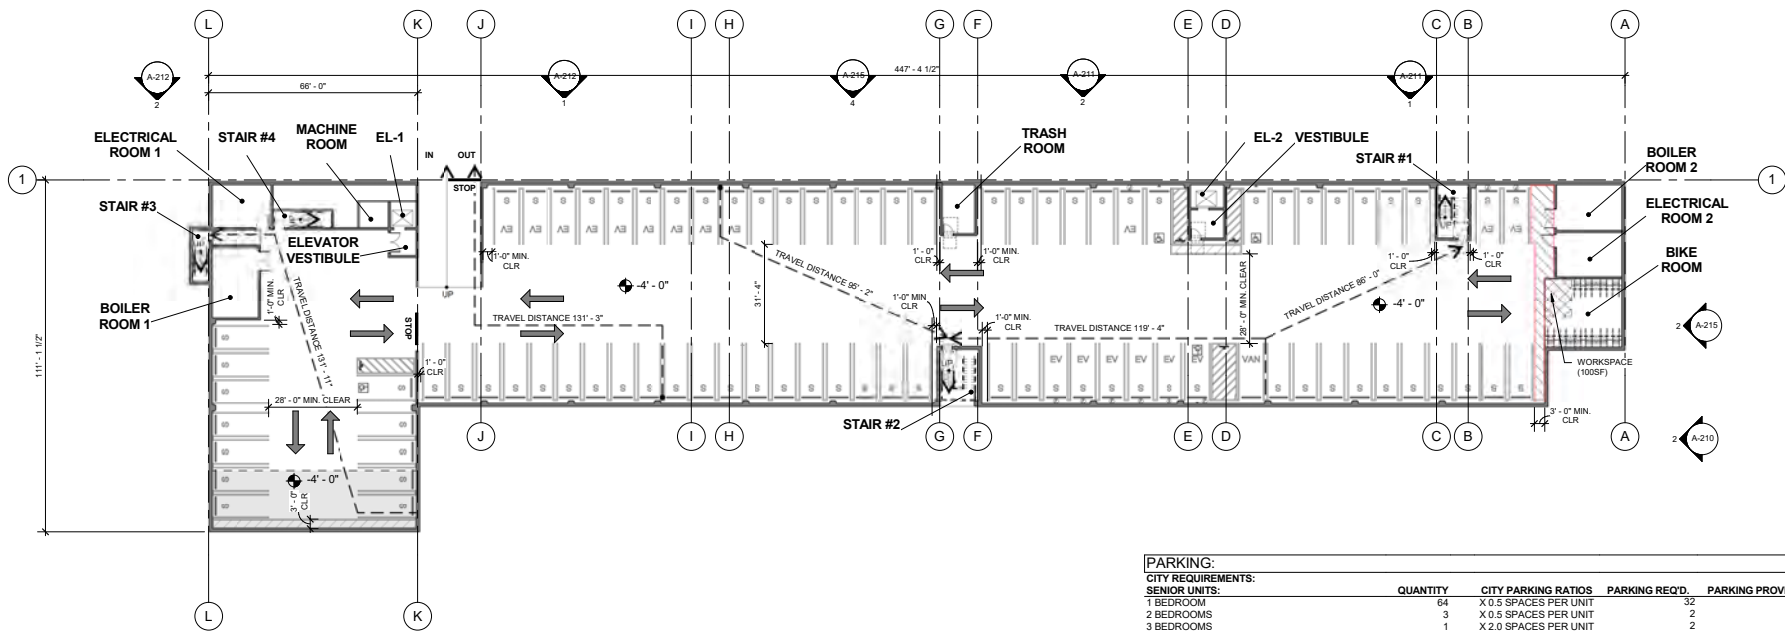 L K J I H G F E D C B A
A-212 A-212 A-215 A-211 A-211
2 1 4 2 1
447' - 4 1/2"
66' - 0"
ELECTRICAL
ROOM 1
STAIR #4
MACHINE
ROOM
EL-1
IN OUT
STOP
TRASH
ROOM
EL-2 VESTIBULE
STAIR #1
BOILER
ROOM 2
1 1
STAIR #3
ELEVATOR
VESTIBULE
UP
ELECTRICAL
ROOM 2
BIKE
ROOM
BOILER
ROOM 1
1'-0" MIN.
CLR
TRAVEL DISTANCE 131' - 11"
STOP
1'-0" MIN.
CLR
-4' - 0"
TRAVEL DISTANCE 131' - 3"
TRAVEL DISTANCE 95' - 2"
31' - 4"
1' - 0"
CLR
1'-0" MIN.
CLR
1'-0" MIN
CLR
1'-0" MIN.
CLR
TRAVEL DISTANCE 119' - 4"
28' - 0" MIN. CLEAR
TRAVEL DISTANCE 86' - 0"
1' - 0"
CLR
1' - 0"
CLR
-4' - 0"
UP
UP
EV EV EV EV EV EV
VAN
WORKSPACE
(100SF)
2 A-215
111' - 1 1/2"
1' - 0"
CLR
28' - 0" MIN. CLEAR
STAIR #2
3' - 0" MIN.
CLR
2 A-210
J I H G F E D C B A
-4' - 0"
3' - 0"
CLR
L K
PARKING:
CITY REQUIREMENTS:
SENIOR UNITS: QUANTITY CITY PARKING RATIOS PARKING REQ'D. PARKING PROVI
1 BEDROOM 64 X 0.5 SPACES PER UNIT 32
2 BEDROOMS 3 X 0.5 SPACES PER UNIT 2
3 BEDROOMS 1 X 2.0 SPACES PER UNIT 2